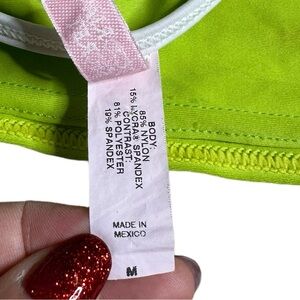 BODY:
85% NYLON
15% LYCRA® SPANDEX
CONTRAST:
81% POLYESTER
19% SPANDEX
MADE IN
MEXICO
M